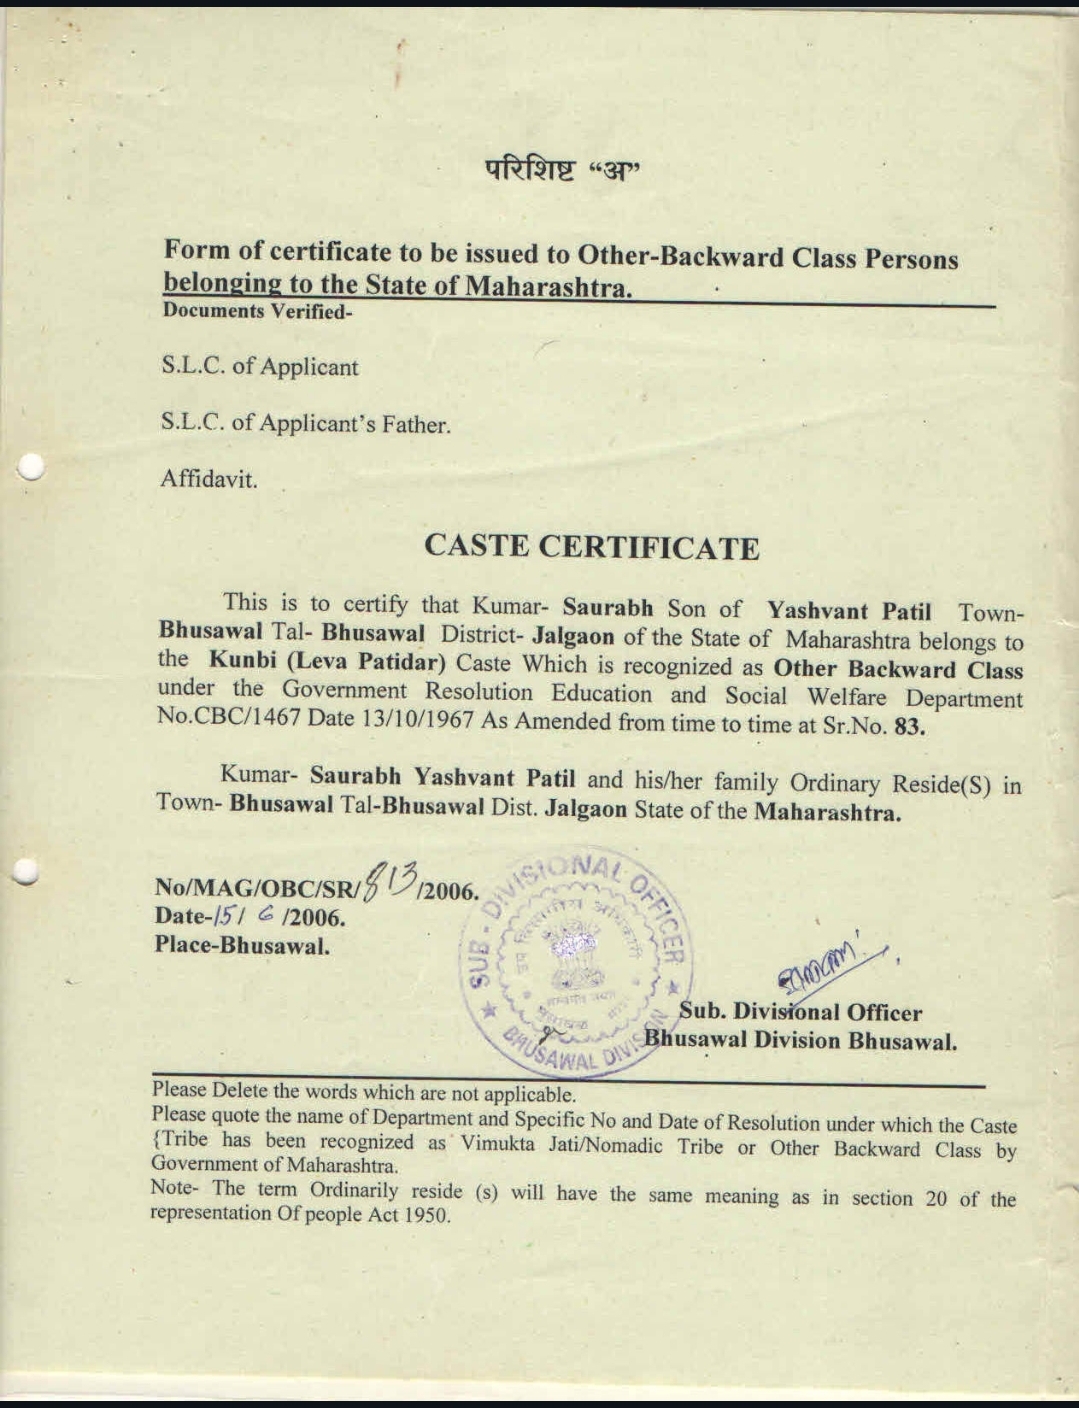 परिशिष्ट “अ”
Form of certificate to be issued to Other-Backward Class Persons
belonging to the State of Maharashtra.
Documents Verified-
S.L.C. of Applicant
S.L.C. of Applicant's Father.
Affidavit.
CASTE CERTIFICATE
This is to certify that Kumar- Saurabh Son of Yashvant Patil Town-
Bhusawal Tal- Bhusawal District- Jalgaon of the State of Maharashtra belongs to
the Kunbi (Leva Patidar) Caste Which is recognized as Other Backward Class
under the Government Resolution Education and Social Welfare Department
No.CBC/1467 Date 13/10/1967 As Amended from time to time at Sr.No. 83.
Kumar- Saurabh Yashvant Patil and his/her family Ordinary Reside(S) in
Town- Bhusawal Tal-Bhusawal Dist. Jalgaon State of the Maharashtra.
No/MAG/OBC/SR/813/2006.
Date-15/ 6 /2006.
Place-Bhusawal.
SUB - DIVISIONAL OFFICER
BHUSAWAL DIVISION
Sub. Divisional Officer
Bhusawal Division Bhusawal.
Please Delete the words which are not applicable.
Please quote the name of Department and Specific No and Date of Resolution under which the Caste
{Tribe has been recognized as Vimukta Jati/Nomadic Tribe or Other Backward Class by
Government of Maharashtra.
Note- The term Ordinarily reside (s) will have the same meaning as in section 20 of the
representation Of people Act 1950.